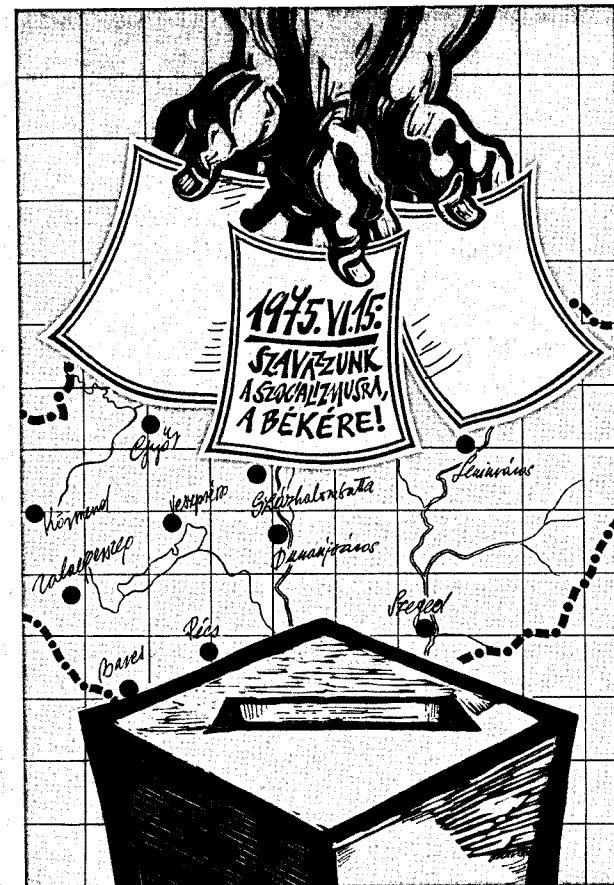 1975. VI. 15:
SZAVAZZUNK
A SZOCIALIZMUSRA,
A BÉKÉRE!
Győr
Leninváros
Körmend
Veszprém
Százhalombatta
Zalaegerszeg
Dunaújváros
Szeged
Pécs
Barcs